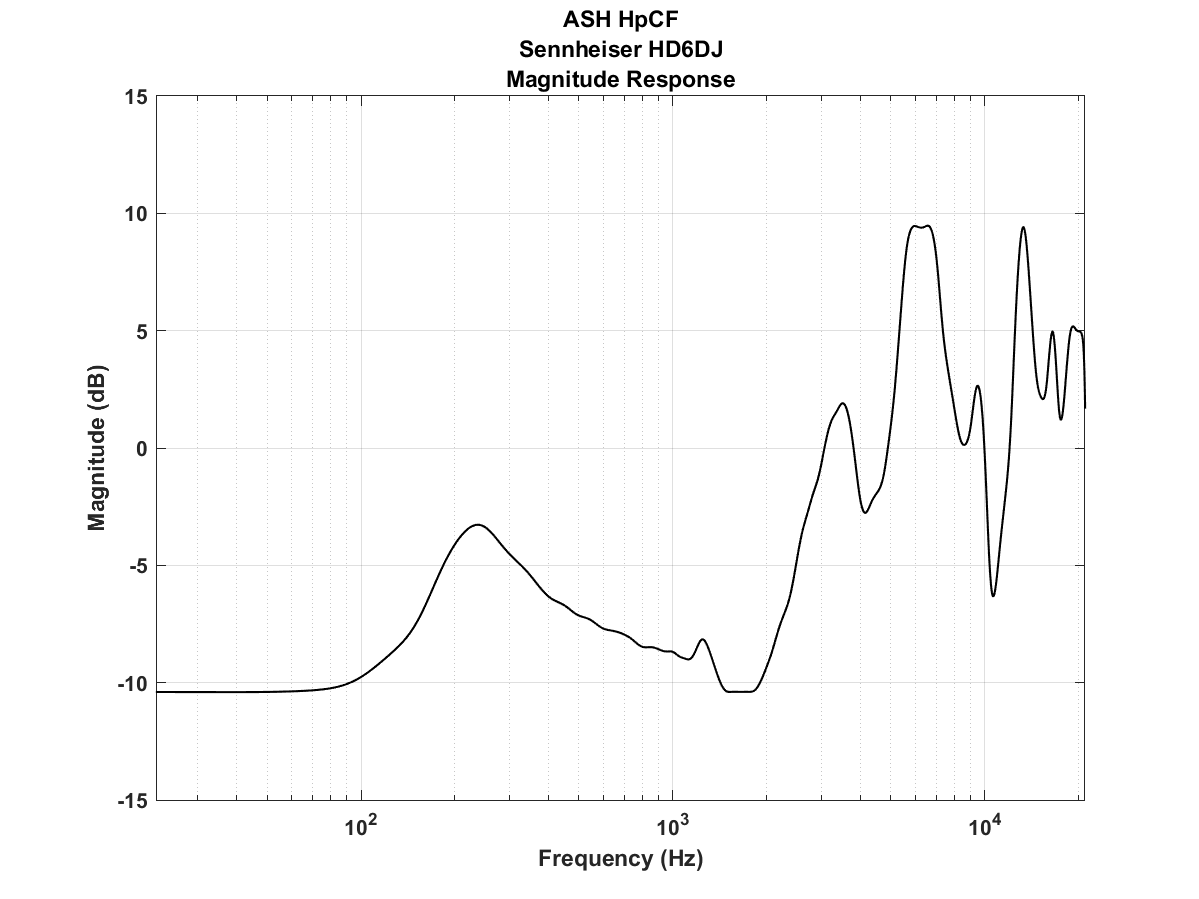 ASH HpCF
Sennheiser HD6DJ
Magnitude Response
15
10
5
0
-5
-10
-15
Magnitude (dB)
10^2
10^3
10^4
Frequency (Hz)